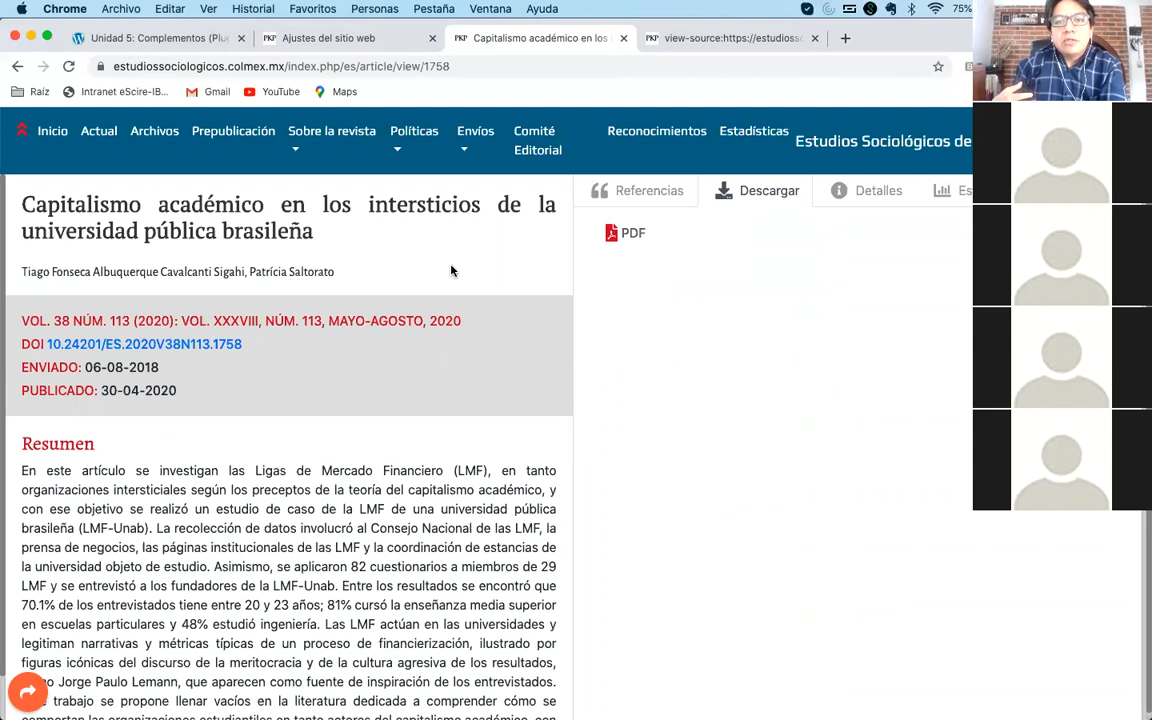 Chrome Archivo Editar Ver Historial Favoritos Personas Pestaña Ventana Ayuda 75%
Unidad 5: Complementos (Plu
Ajustes del sitio web
Capitalismo académico en los
view-source:https://estudioss
estudiossociologicos.colmex.mx/index.php/es/article/view/1758
Raíz Intranet eScire-IB... Gmail YouTube Maps
Inicio Actual Archivos Prepublicación Sobre la revista Políticas Envíos Comité Editorial Reconocimientos Estadísticas
Estudios Sociológicos de
Referencias Descargar Detalles Es
PDF
Capitalismo académico en los intersticios de la
universidad pública brasileña
Tiago Fonseca Albuquerque Cavalcanti Sigahi, Patrícia Saltorato
VOL. 38 NÚM. 113 (2020): VOL. XXXVIII, NÚM. 113, MAYO-AGOSTO, 2020
DOI 10.24201/ES.2020V38N113.1758
ENVIADO: 06-08-2018
PUBLICADO: 30-04-2020
Resumen
En este artículo se investigan las Ligas de Mercado Financiero (LMF), en tanto
organizaciones intersticiales según los preceptos de la teoría del capitalismo académico, y
con ese objetivo se realizó un estudio de caso de la LMF de una universidad pública
brasileña (LMF-Unab). La recolección de datos involucró al Consejo Nacional de las LMF, la
prensa de negocios, las páginas institucionales de las LMF y la coordinación de estancias de
la universidad objeto de estudio. Asimismo, se aplicaron 82 cuestionarios a miembros de 29
LMF y se entrevistó a los fundadores de la LMF-Unab. Entre los resultados se encontró que
70.1% de los entrevistados tiene entre 20 y 23 años; 81% cursó la enseñanza media superior
en escuelas particulares y 48% estudió ingeniería. Las LMF actúan en las universidades y
legitiman narrativas y métricas típicas de un proceso de financierización, ilustrado por
figuras icónicas del discurso de la meritocracia y de la cultura agresiva de los resultados,
Jorge Paulo Lemann, que aparecen como fuente de inspiración de los entrevistados.
trabajo se propone llenar vacíos en la literatura dedicada a comprender cómo se
comportan las organizaciones estudiantiles en tanto actores del capitalismo académico, con